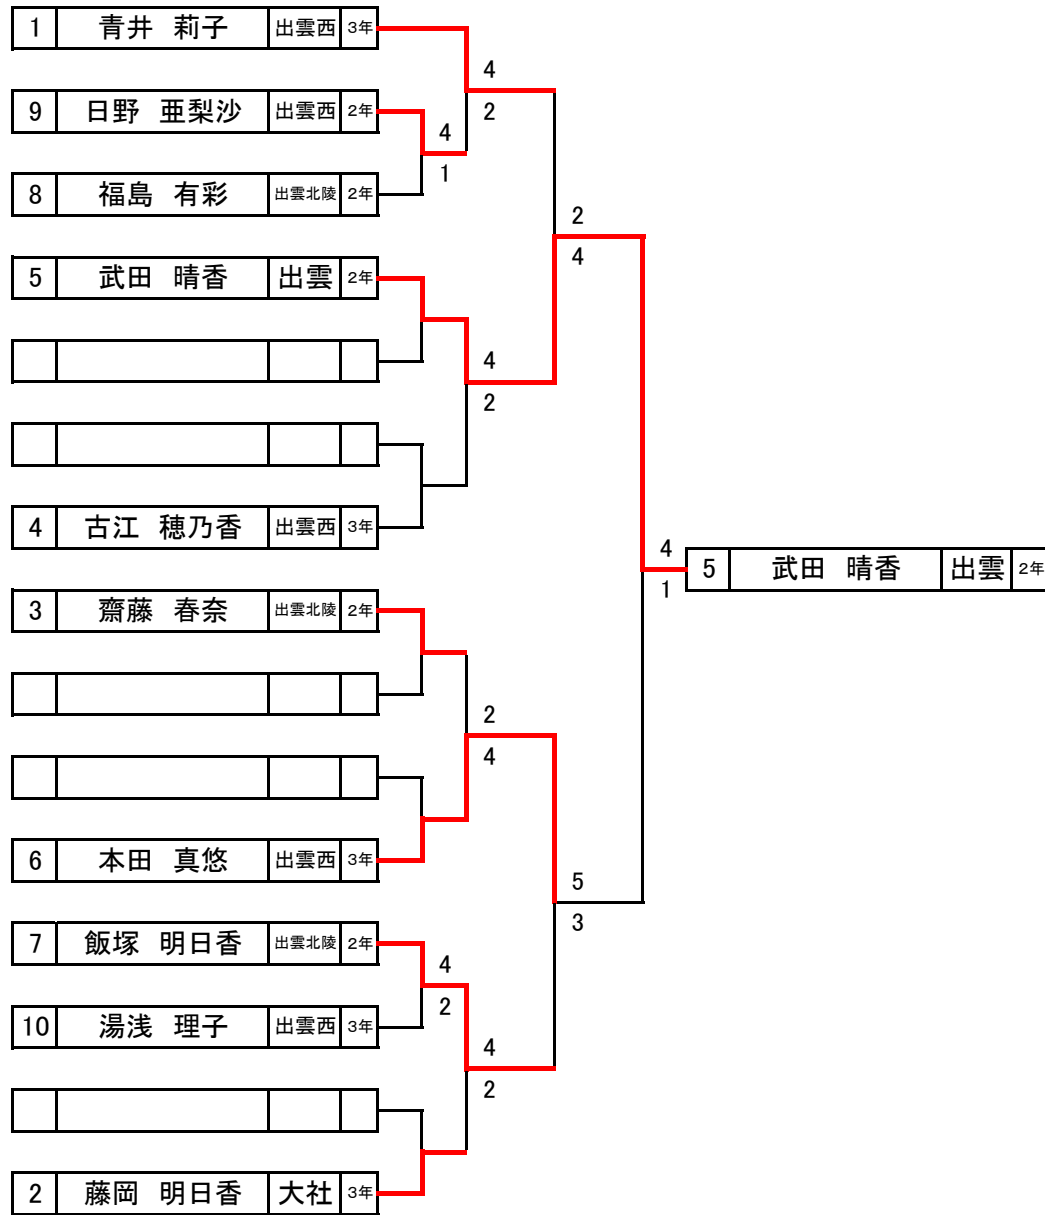 1 青井　莉子 出雲西 3年
4
9 日野　亜梨沙 出雲西 2年
2
4
1
8 福島　有彩 出雲北陵 2年
2
4
5 武田　晴香 出雲 2年
4
2
4 古江　穂乃香 出雲西 3年
4
1
5 武田　晴香 出雲 2年
3 齋藤　春奈 出雲北陵 2年
2
4
6 本田　真悠 出雲西 3年
5
3
7 飯塚　明日香 出雲北陵 2年
4
2
10 湯浅　理子 出雲西 3年
4
2
2 藤岡　明日香 大社 3年